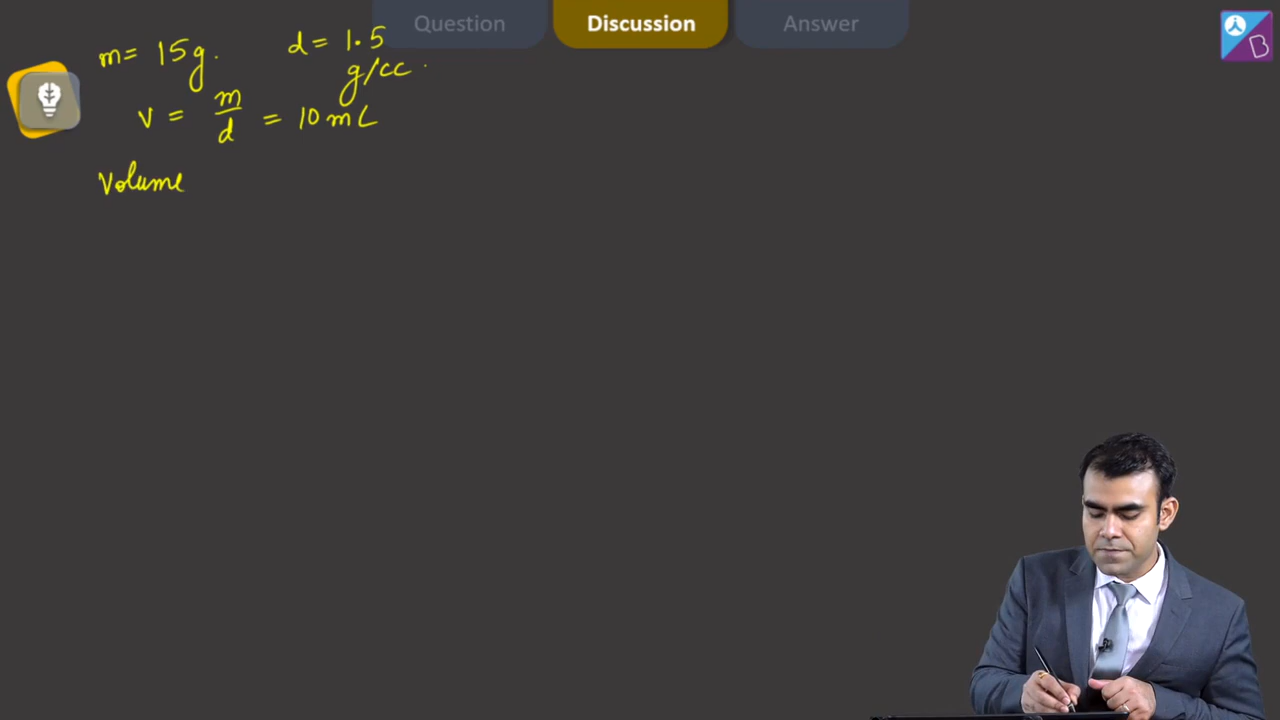 Question Discussion Answer
m = 15g. d = 1.5 g/cc.
v = m/d = 10 mL
Volume
B